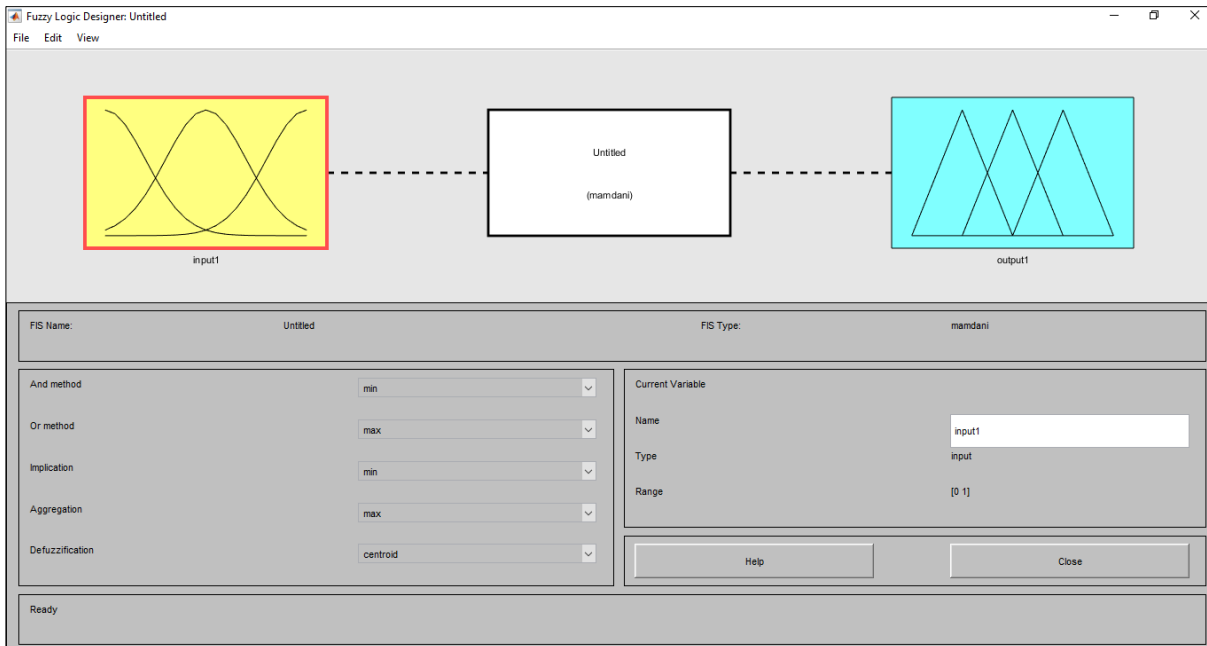 Fuzzy Logic Designer: Untitled
File Edit View
Untitled
(mamdani)
input1
output1
FIS Name: Untitled FIS Type: mamdani
And method min
Or method max
Implication min
Aggregation max
Defuzzification centroid
Current Variable
Name input1
Type input
Range [0 1]
Help Close
Ready